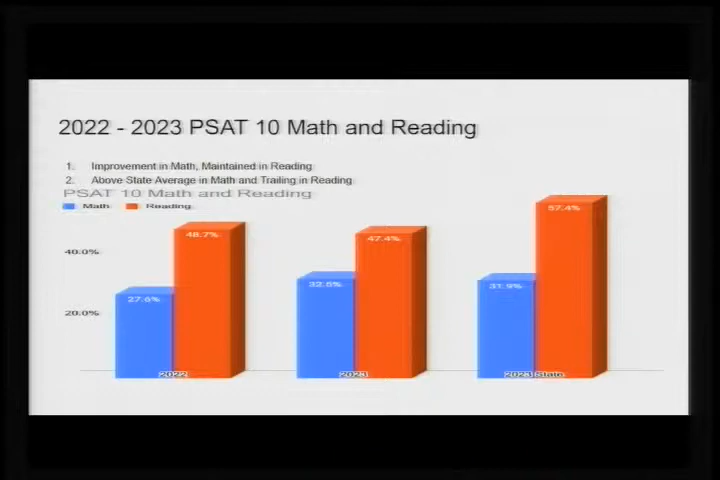 2022 - 2023 PSAT 10 Math and Reading
1. Improvement in Math, Maintained in Reading
2. Above State Average in Math and Trailing in Reading
PSAT 10 Math and Reading
Math Reading
57.4%
48.7%
47.4%
40.0%
32.5%
31.9%
27.6%
20.0%
2022 2023 2023 State